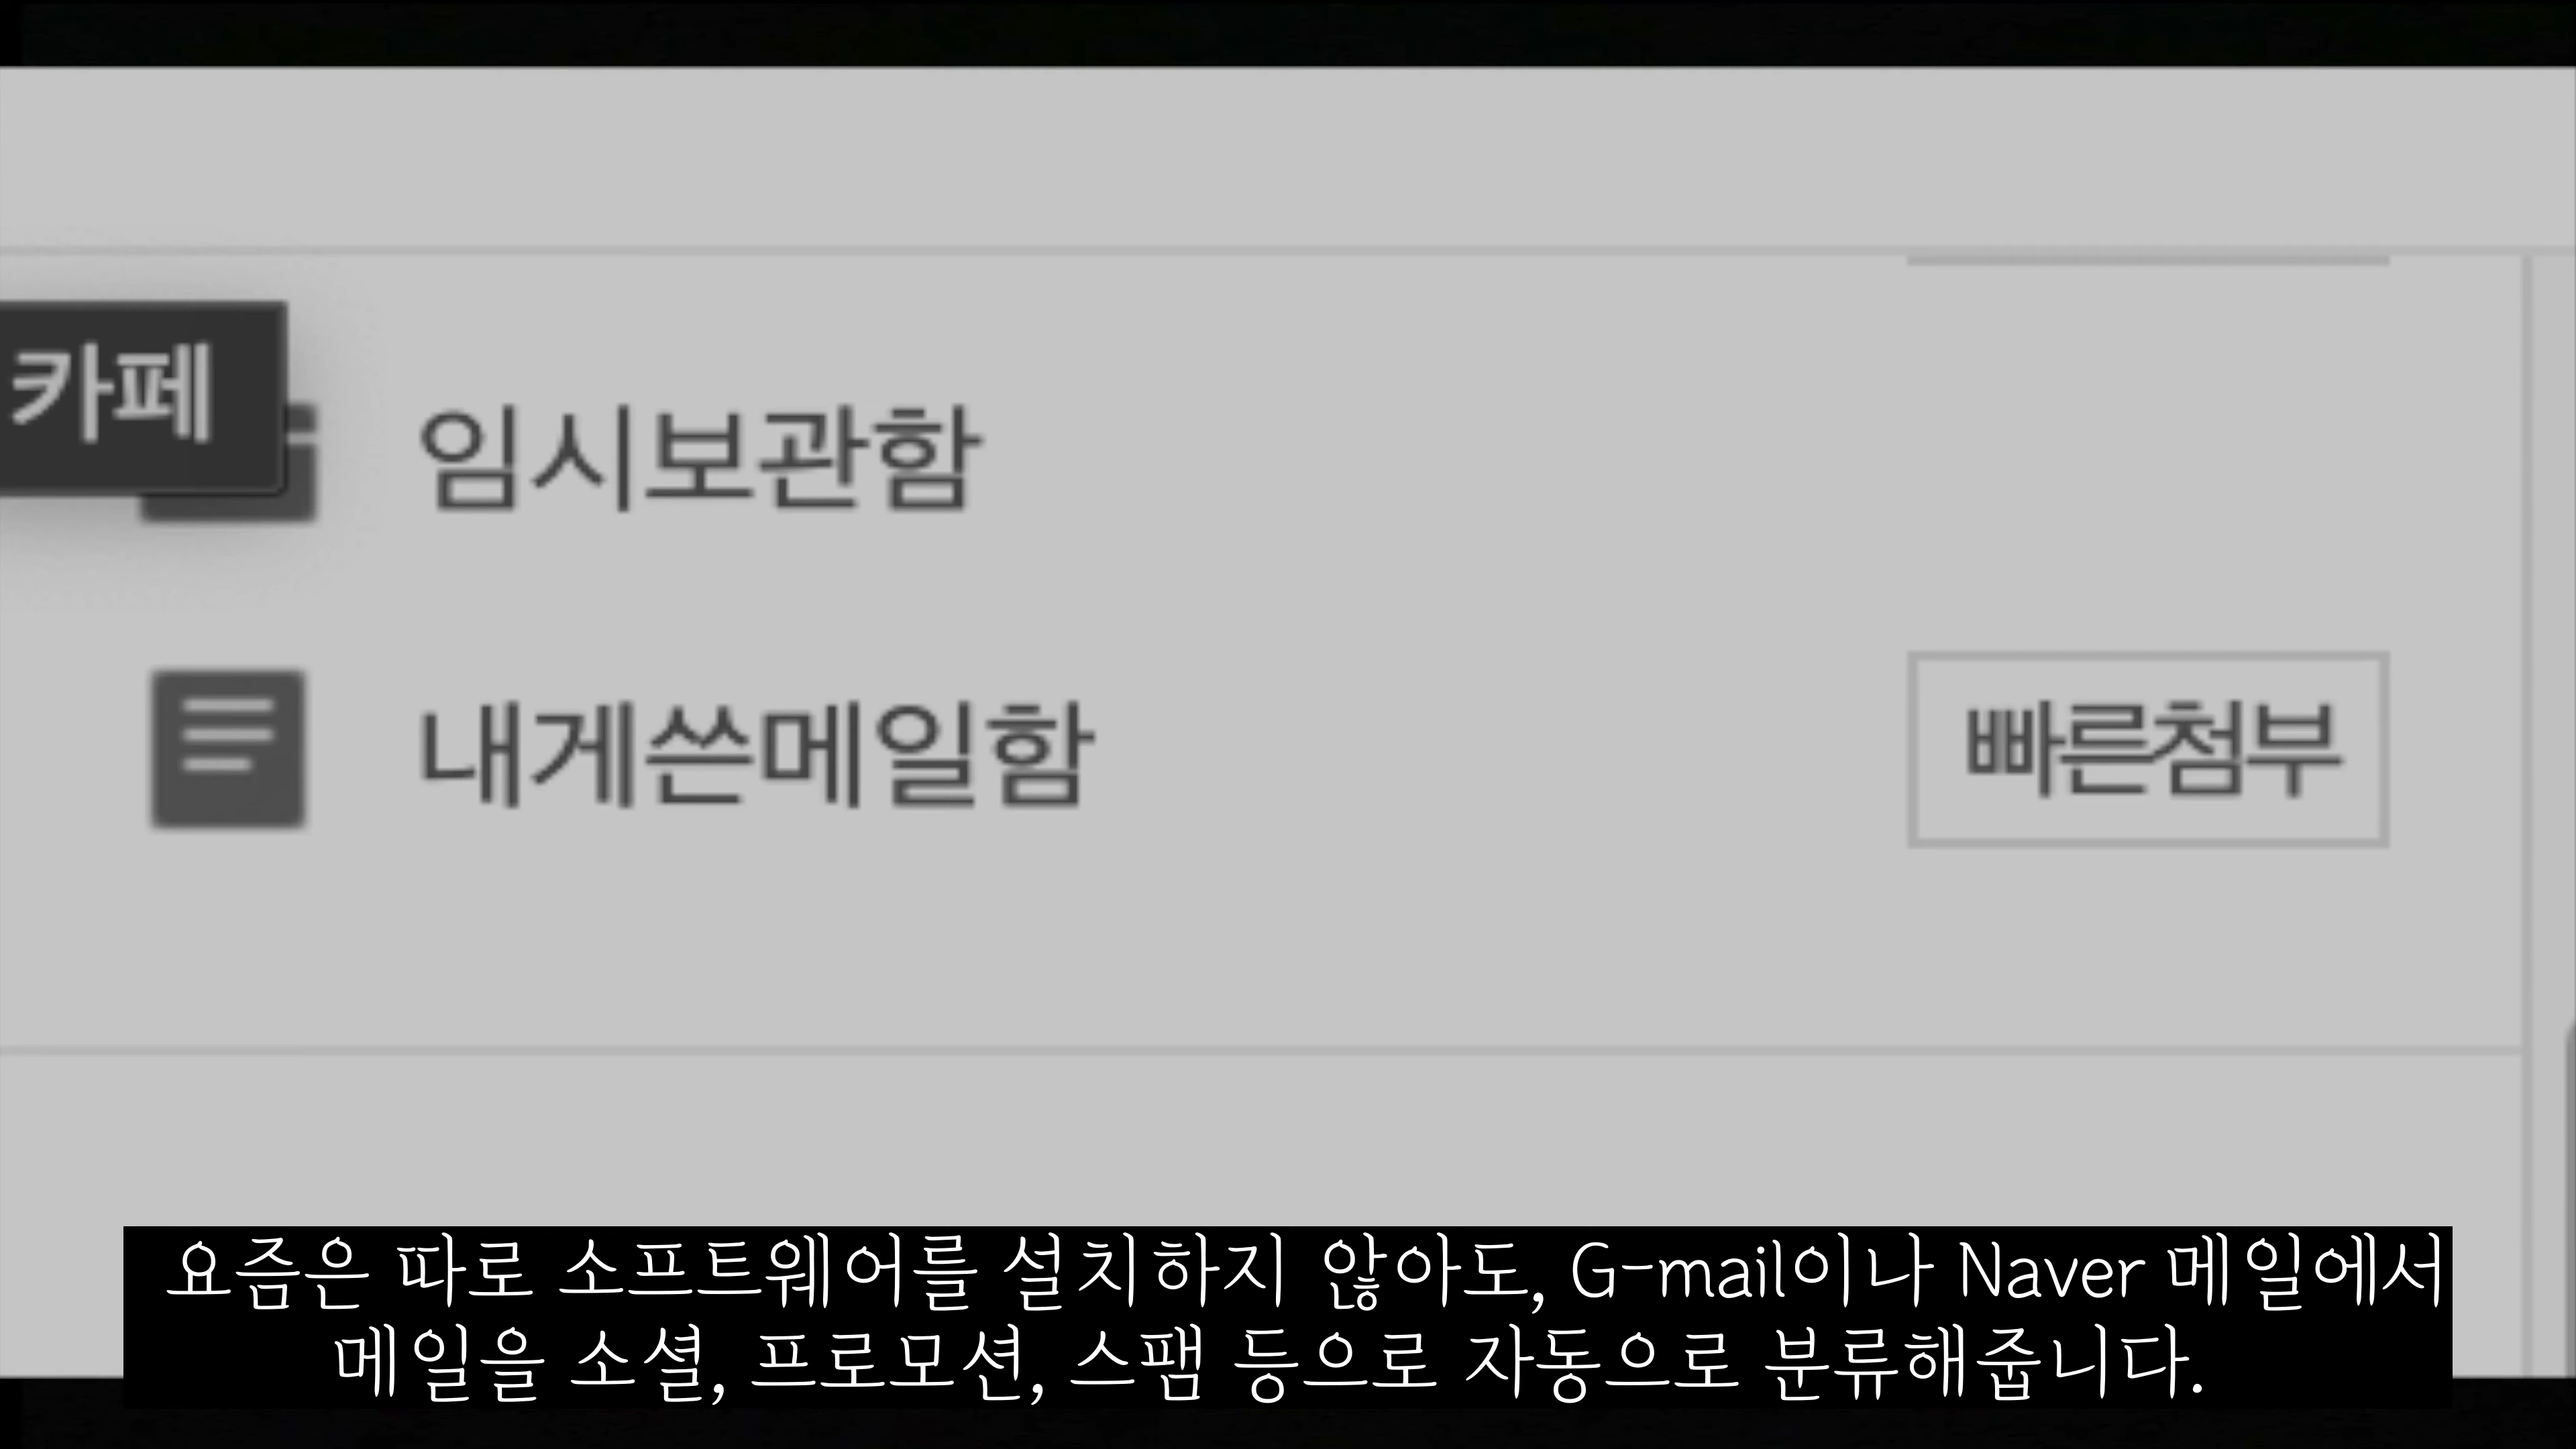 카페
임시보관함
내게쓴메일함
빠른첨부
요즘은 따로 소프트웨어를 설치하지 않아도, G-mail이나 Naver 메일에서
메일을 소셜, 프로모션, 스팸 등으로 자동으로 분류해줍니다.